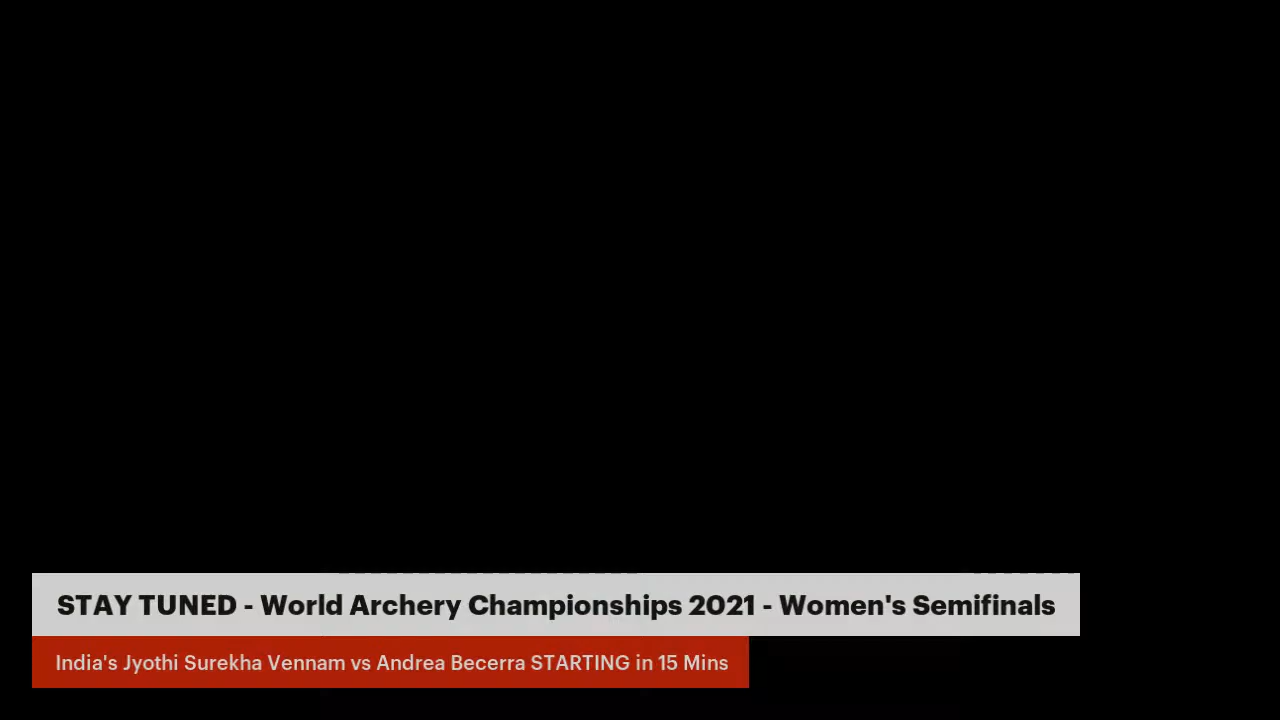 STAY TUNED - World Archery Championships 2021 - Women's Semifinals
India's Jyothi Surekha Vennam vs Andrea Becerra STARTING in 15 Mins